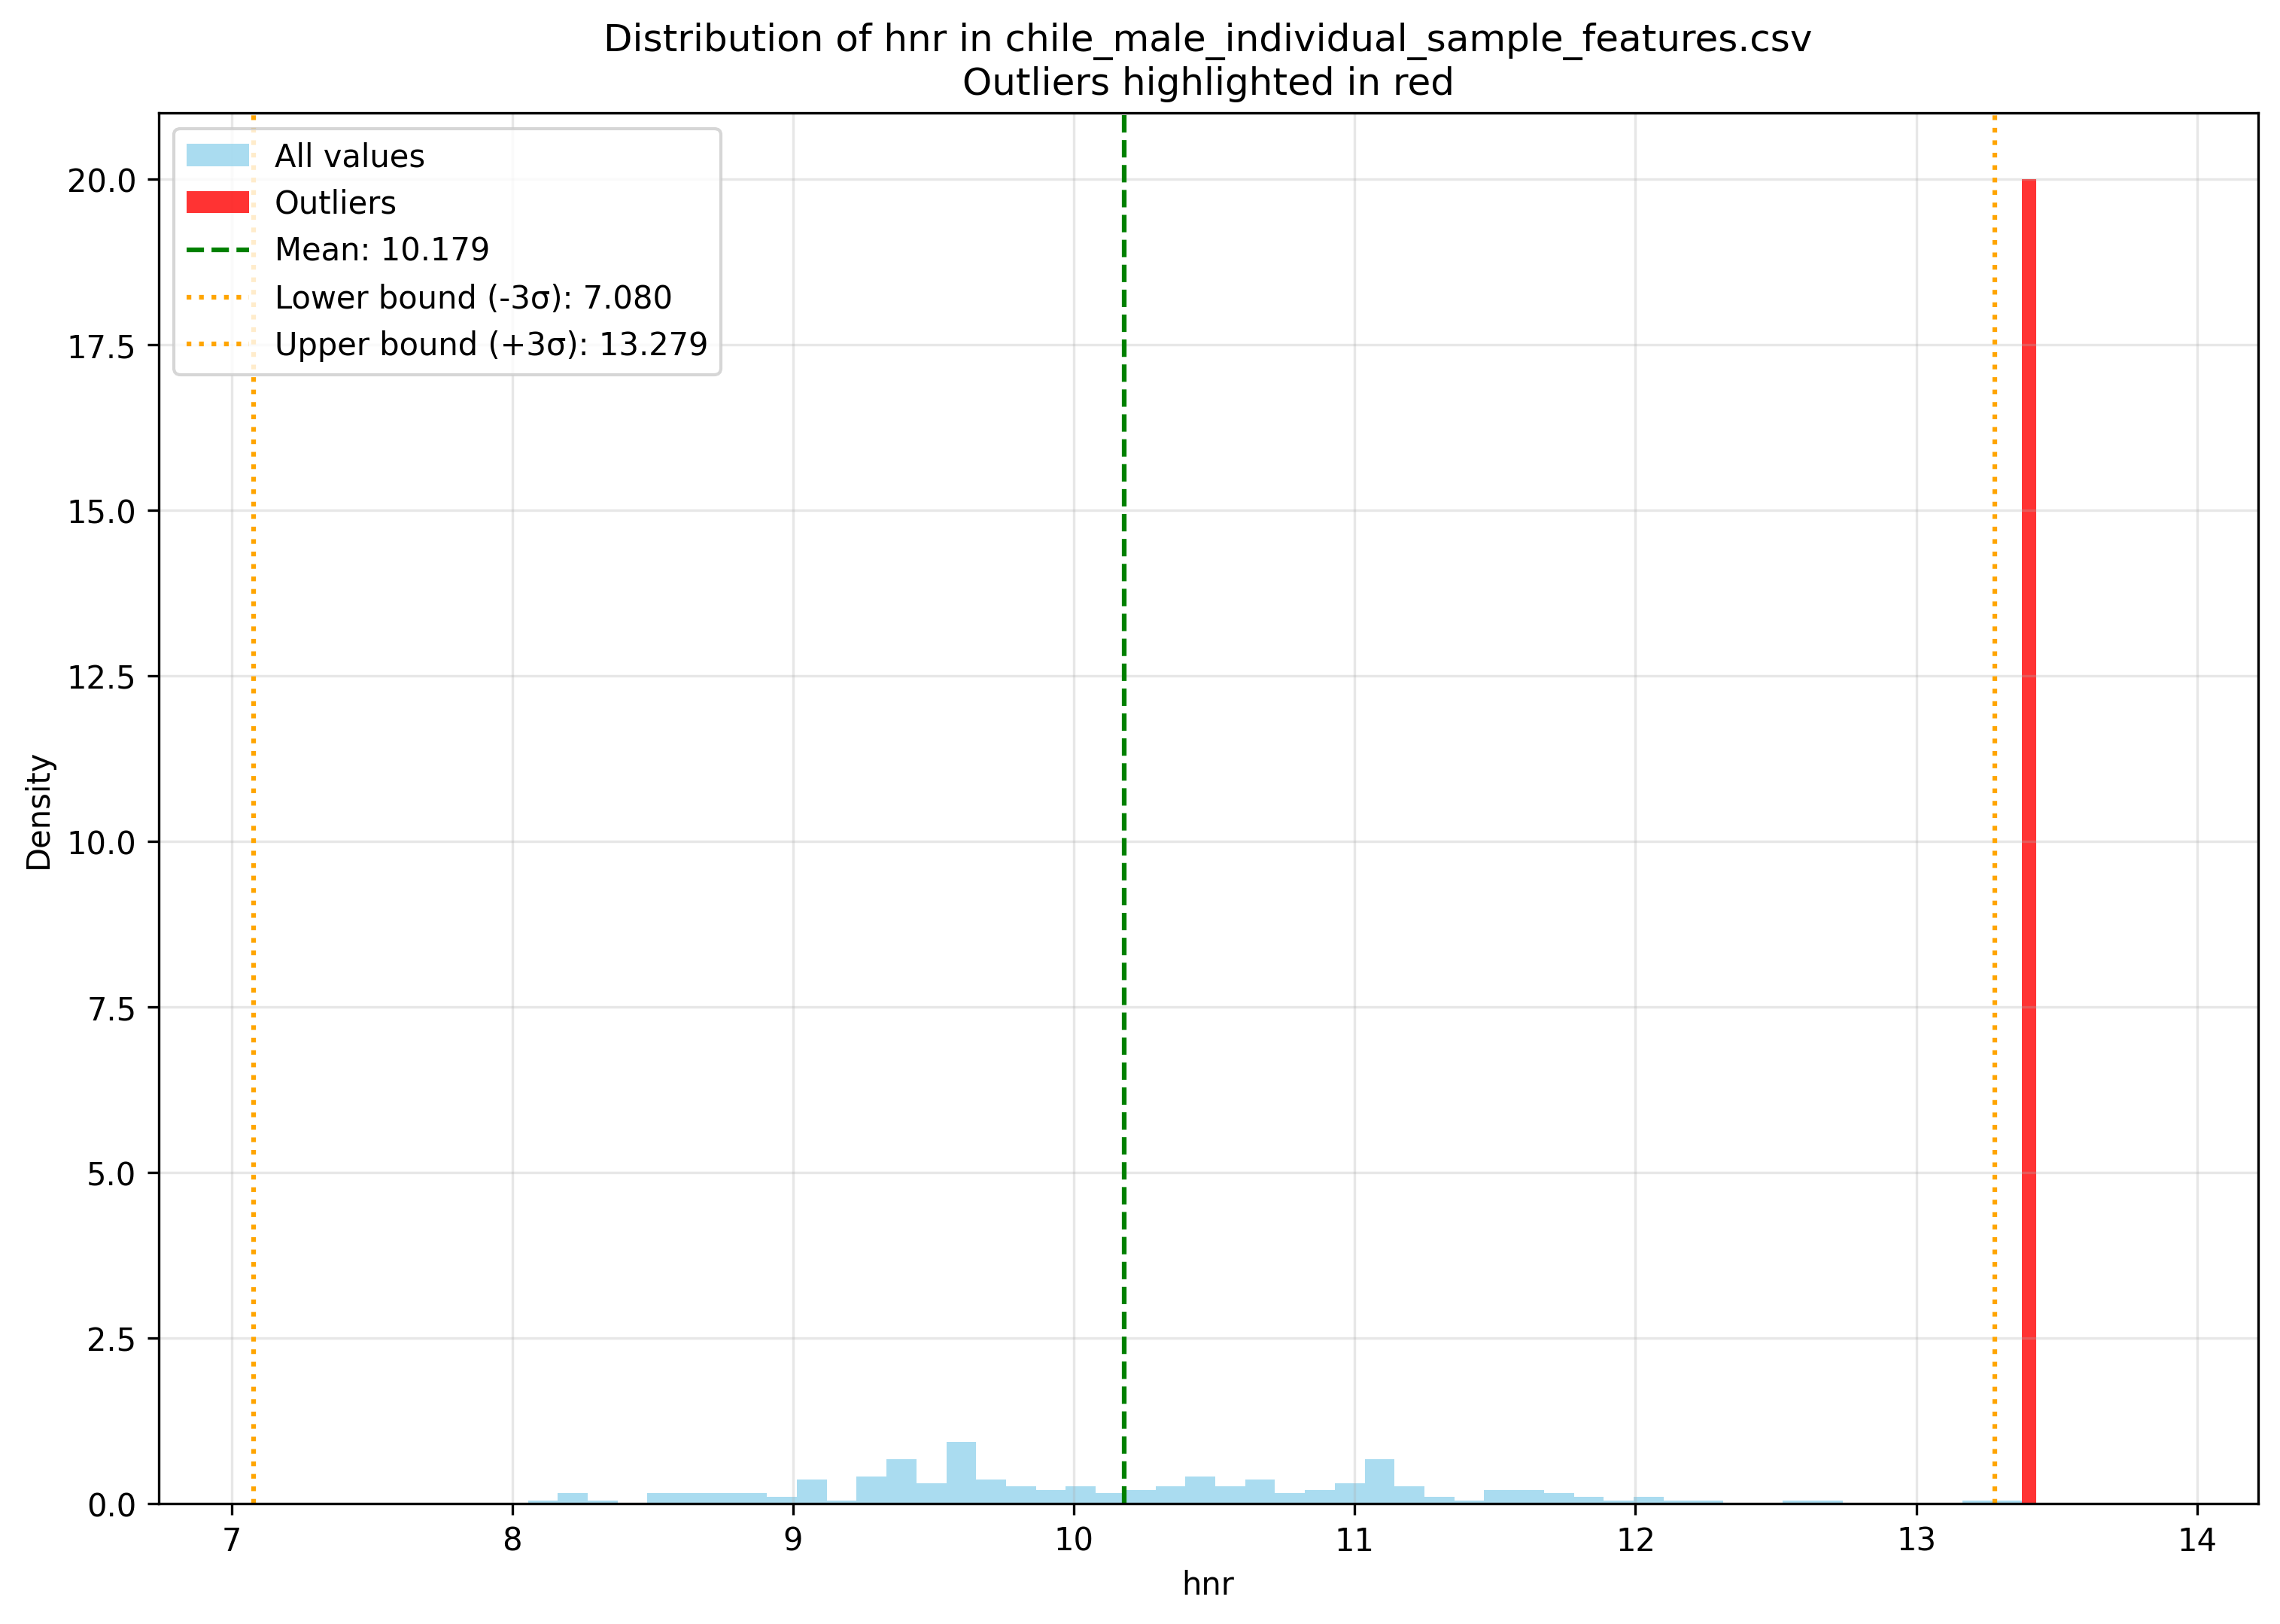 Distribution of hnr in chile_male_individual_sample_features.csv
Outliers highlighted in red
All values
Outliers
Mean: 10.179
Lower bound (-3σ): 7.080
Upper bound (+3σ): 13.279
20.0
17.5
15.0
12.5
10.0
7.5
5.0
2.5
0.0
Density
7 8 9 10 11 12 13 14
hnr